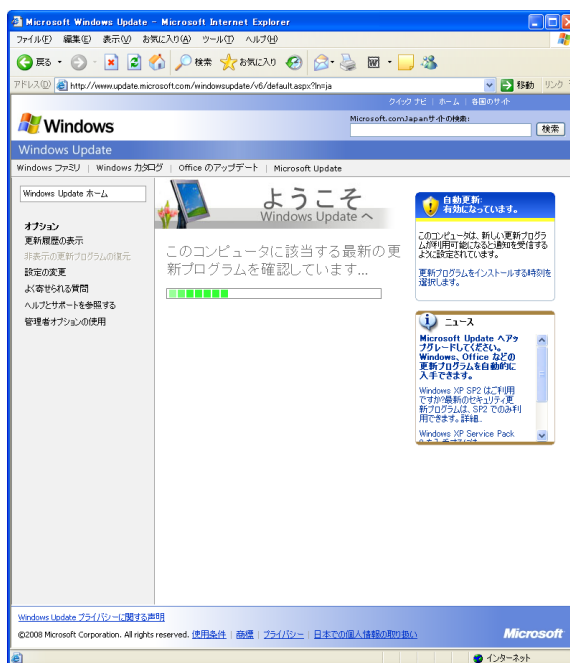 Microsoft Windows Update - Microsoft Internet Explorer
ファイル(F) 編集(E) 表示(V) お気に入り(A) ツール(T) ヘルプ(H)
戻る 検索 お気に入り
アドレス(D) http://www.update.microsoft.com/windowsupdate/v6/default.aspx?ln=ja 移動 リンク
クイック ナビ | ホーム | 各国のサイト
Windows
Microsoft.comJapanサイトの検索:
検索
Windows Update
Windows ファミリ | Windows カタログ | Office のアップデート | Microsoft Update
Windows Update ホーム
オプション
更新履歴の表示
非表示の更新プログラムの復元
設定の変更
よく寄せられる質問
ヘルプとサポートを参照する
管理者オプションの使用
ようこそ
Windows Update へ
このコンピュータに該当する最新の更
新プログラムを確認しています...
自動更新:
有効になっています。
このコンピュータは、新しい更新プログラ
ムが利用可能になると通知を受信する
ように設定されています。
更新プログラムをインストールする時刻を
選択します。
ニュース
Microsoft Update へアッ
プグレードしてください。
Windows、Office などの
更新プログラムを自動的に
入手できます。
Windows XP SP2 はご利用
ですか?最新のセキュリティ更
新プログラムは、SP2 でのみ利
用できます。詳細..
Windows XP Service Pack
Windows Update プライバシーに関する声明
©2008 Microsoft Corporation. All rights reserved. 使用条件 | 商標 | プライバシー | 日本での個人情報の取り扱い
Microsoft
インターネット